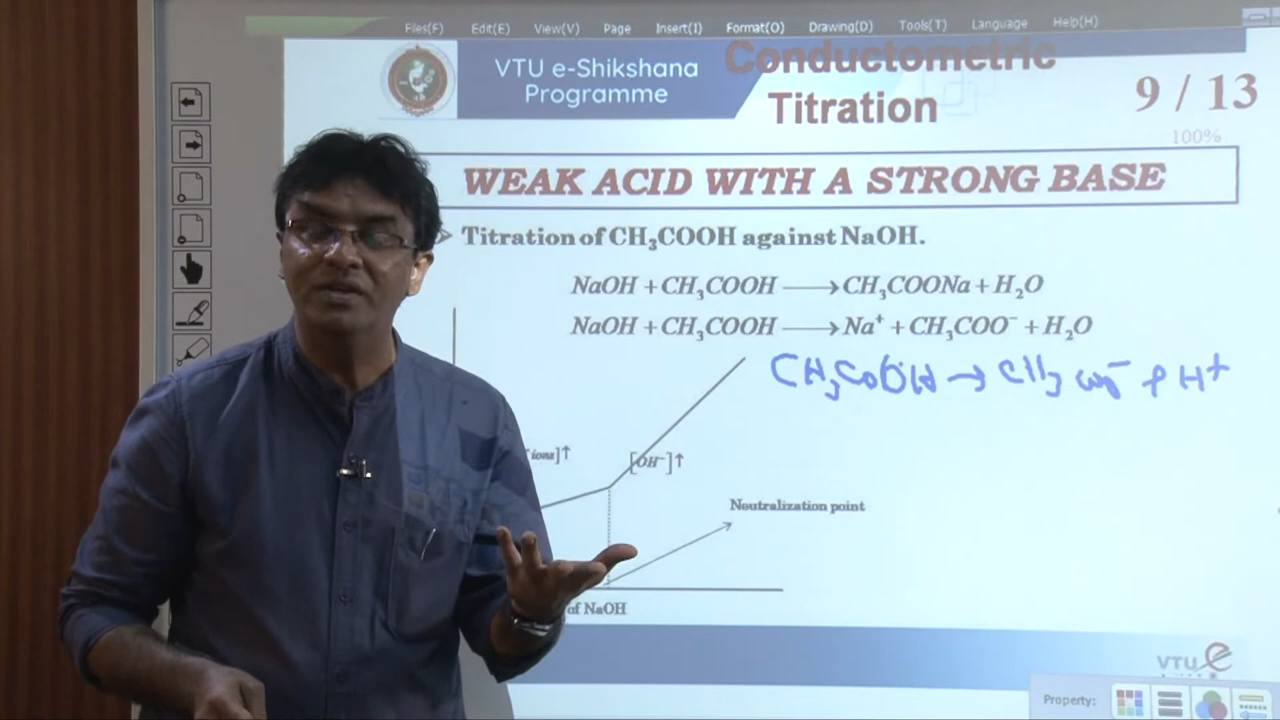 Files(F) Edit(E) View(V) Page Insert(I) Format(O) Drawing(D) Tools(T) Language Help(H)
VTU e-Shikshana
Programme
Conductometric
Titration
9 / 13
100%
WEAK ACID WITH A STRONG BASE
➢ Titration of CH₃COOH against NaOH.
NaOH + CH₃COOH ⟶ CH₃COONa + H₂O
NaOH + CH₃COOH ⟶ Na⁺ + CH₃COO⁻ + H₂O
CH₃COOH → CH₃COO⁻ + H⁺
ions]↑
[OH⁻]↑
Neutralization point
of NaOH
VTU e
Property: